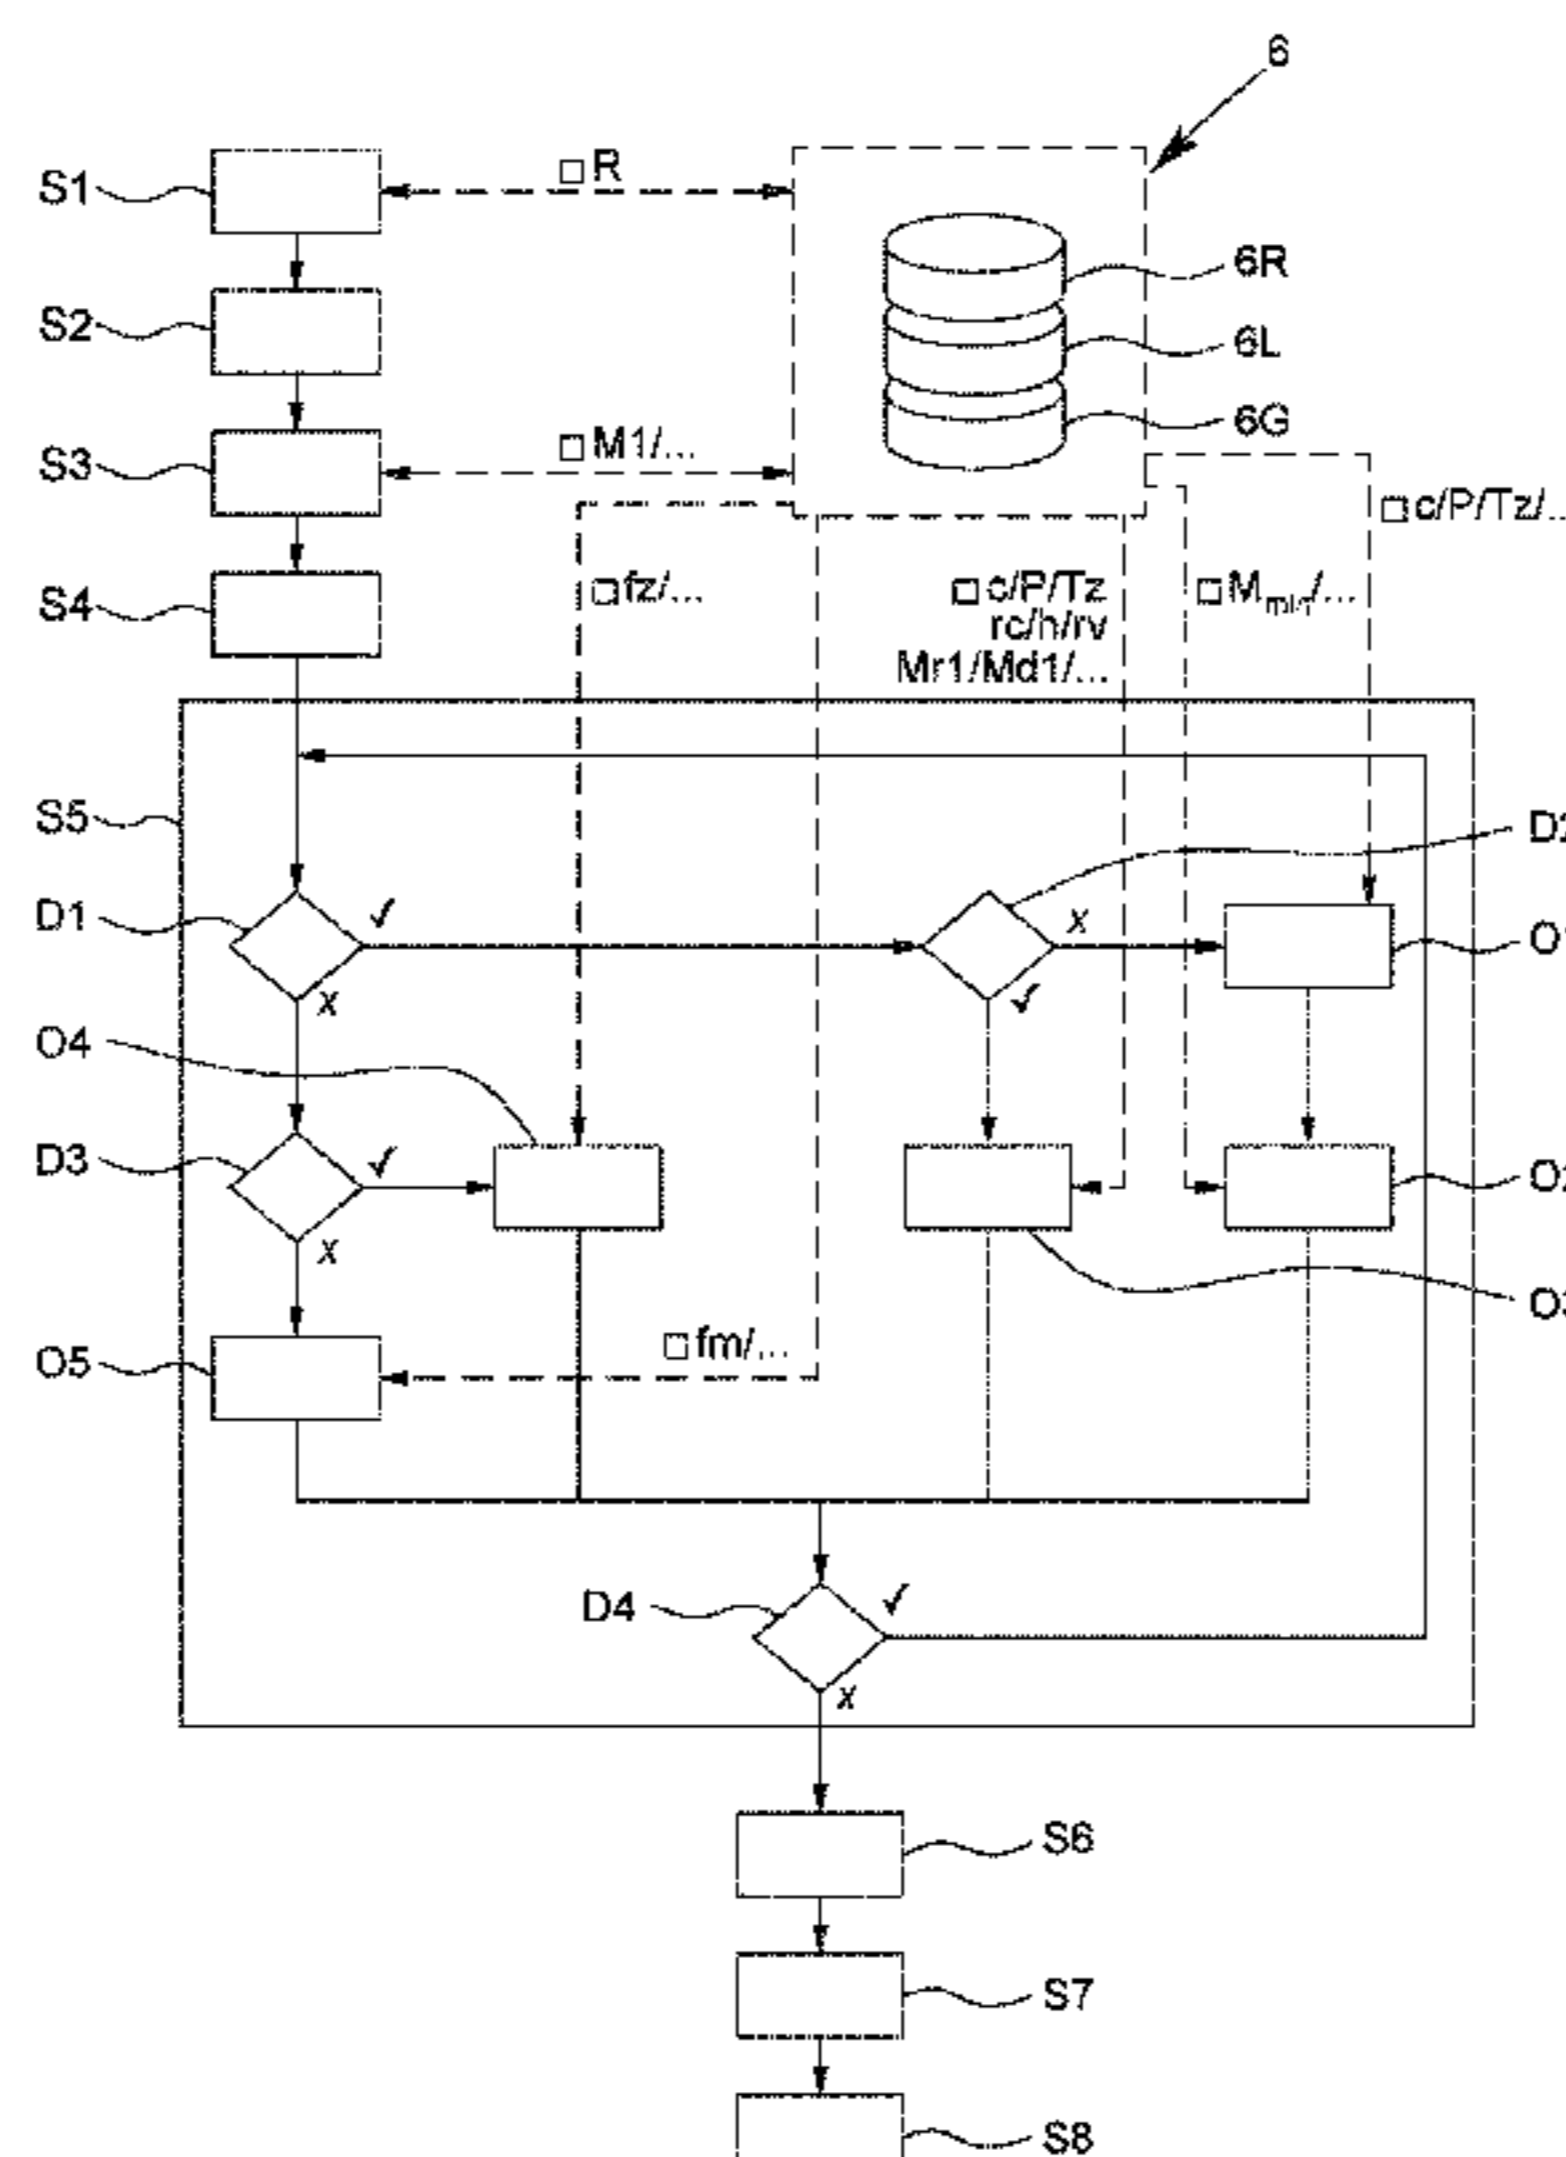 6
S1
□R
6R
S2
6L
6G
S3
□M1/...
□c/P/Tz/...
S4
□fz/...
□c/P/Tz
rc/h/rv
Mr1/Md1/...
S5
D1
✓
x
✓
x
O4
D3
✓
x
O5
□fm/...
D4
✓
x
S6
S7
S8